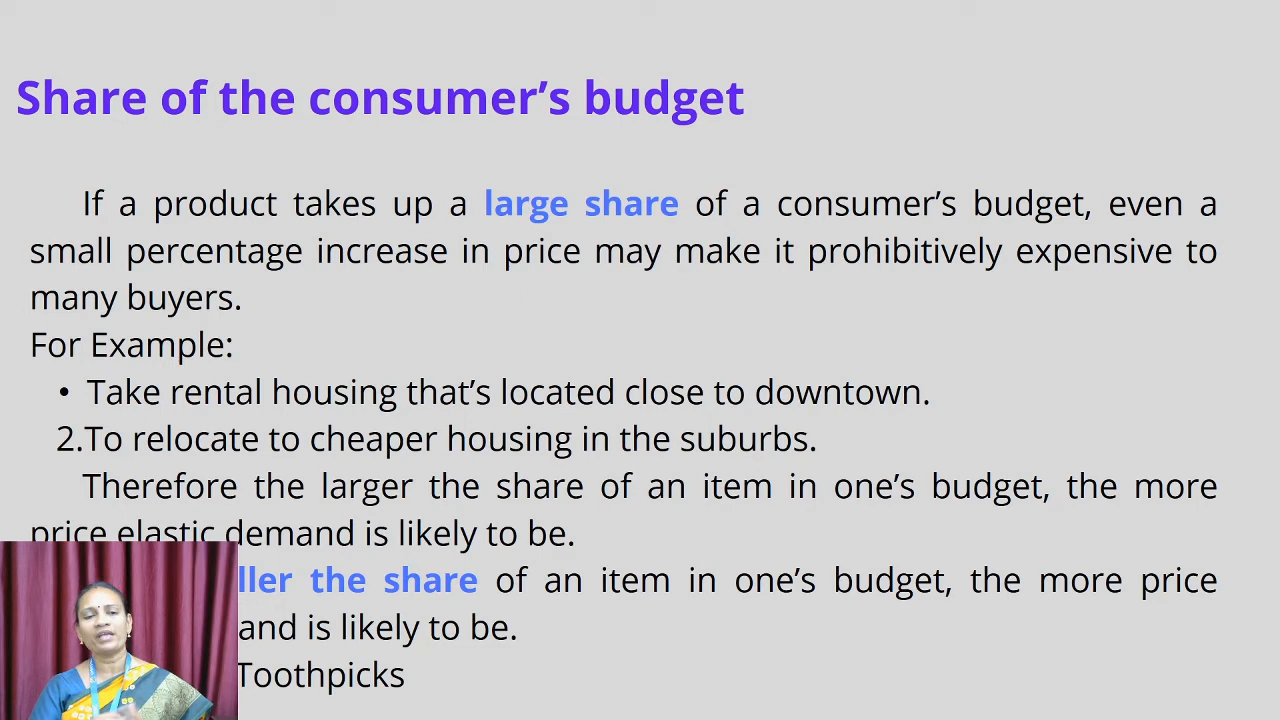 Share of the consumer’s budget
If a product takes up a large share of a consumer’s budget, even a
small percentage increase in price may make it prohibitively expensive to
many buyers.
For Example:
• Take rental housing that’s located close to downtown.
2.To relocate to cheaper housing in the suburbs.
Therefore the larger the share of an item in one’s budget, the more
price elastic demand is likely to be.
the share of an item in one’s budget, the more price
is likely to be.
Toothpicks